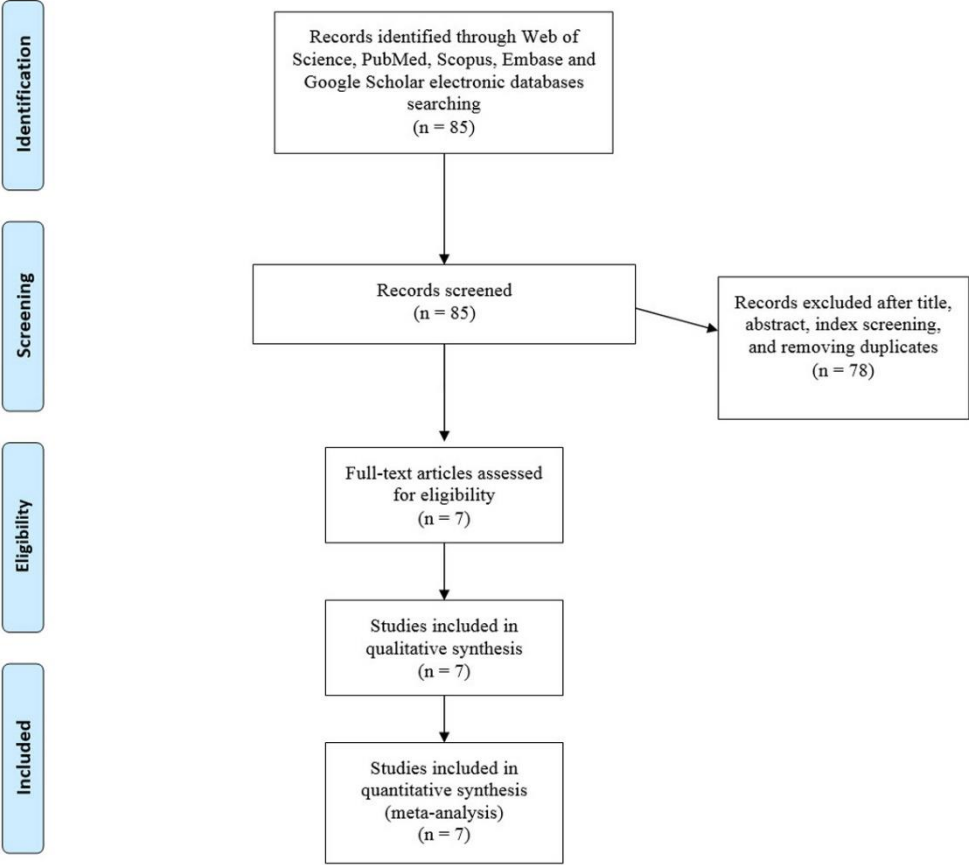 Identification
Records identified through Web of
Science, PubMed, Scopus, Embase and
Google Scholar electronic databases
searching
(n = 85)
Screening
Records screened
(n = 85)
Records excluded after title,
abstract, index screening,
and removing duplicates
(n = 78)
Eligibility
Full-text articles assessed
for eligibility
(n = 7)
Studies included in
qualitative synthesis
(n = 7)
Included
Studies included in
quantitative synthesis
(meta-analysis)
(n = 7)